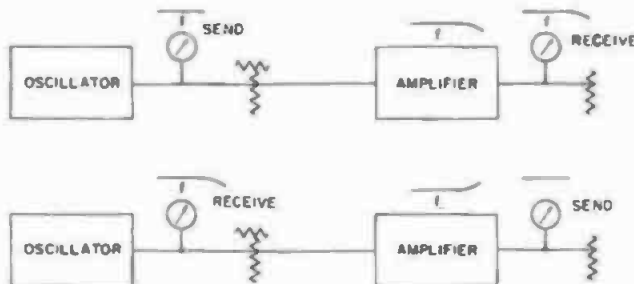 f
SEND
f
f
RECEIVE
OSCILLATOR
AMPLIFIER
f
RECEIVE
f
SEND
OSCILLATOR
AMPLIFIER